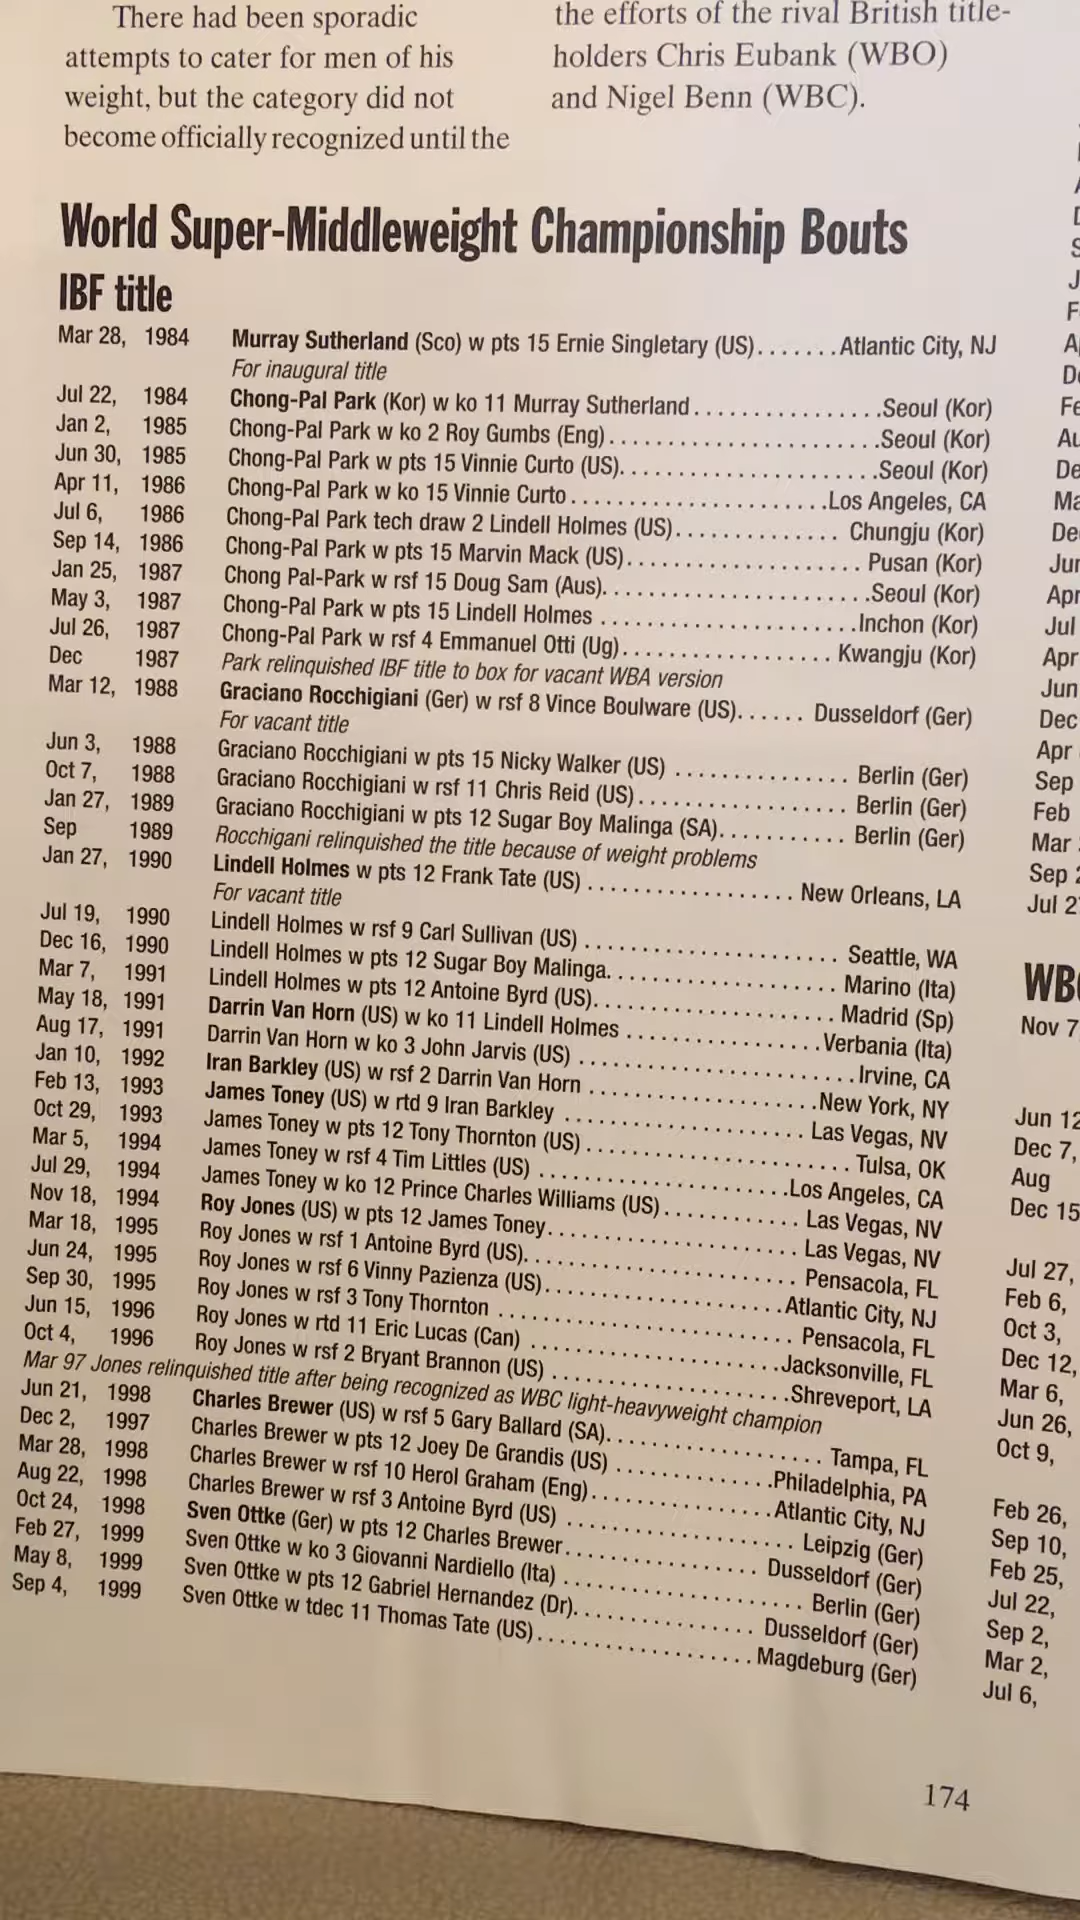 There had been sporadic
attempts to cater for men of his
weight, but the category did not
become officially recognized until the
the efforts of the rival British title-
holders Chris Eubank (WBO)
and Nigel Benn (WBC).
World Super-Middleweight Championship Bouts
IBF title
Mar 28, 1984 Murray Sutherland (Sco) w pts 15 Ernie Singletary (US).......Atlantic City, NJ
For inaugural title
Jul 22, 1984 Chong-Pal Park (Kor) w ko 11 Murray Sutherland................Seoul (Kor)
Jan 2, 1985 Chong-Pal Park w ko 2 Roy Gumbs (Eng).......................Seoul (Kor)
Jun 30, 1985 Chong-Pal Park w pts 15 Vinnie Curto (US)......................Seoul (Kor)
Apr 11, 1986 Chong-Pal Park w ko 15 Vinnie Curto.....................Los Angeles, CA
Jul 6, 1986 Chong-Pal Park tech draw 2 Lindell Holmes (US)............. Chungju (Kor)
Sep 14, 1986 Chong-Pal Park w pts 15 Marvin Mack (US).................... Pusan (Kor)
Jan 25, 1987 Chong Pal-Park w rsf 15 Doug Sam (Aus).......................Seoul (Kor)
May 3, 1987 Chong-Pal Park w pts 15 Lindell Holmes ......................Inchon (Kor)
Jul 26, 1987 Chong-Pal Park w rsf 4 Emmanuel Otti (Ug)................. Kwangju (Kor)
Dec 1987 Park relinquished IBF title to box for vacant WBA version
Mar 12, 1988 Graciano Rocchigiani (Ger) w rsf 8 Vince Boulware (US)...... Dusseldorf (Ger)
For vacant title
Jun 3, 1988 Graciano Rocchigiani w pts 15 Nicky Walker (US) ............... Berlin (Ger)
Oct 7, 1988 Graciano Rocchigiani w rsf 11 Chris Reid (US).................. Berlin (Ger)
Jan 27, 1989 Graciano Rocchigiani w pts 12 Sugar Boy Malinga (SA)........... Berlin (Ger)
Sep 1989 Rocchigani relinquished the title because of weight problems
Jan 27, 1990 Lindell Holmes w pts 12 Frank Tate (US) .................. New Orleans, LA
For vacant title
Jul 19, 1990 Lindell Holmes w rsf 9 Carl Sullivan (US) ...................... Seattle, WA
Dec 16, 1990 Lindell Holmes w pts 12 Sugar Boy Malinga................... Marino (Ita)
Mar 7, 1991 Lindell Holmes w pts 12 Antoine Byrd (US).................... Madrid (Sp)
May 18, 1991 Darrin Van Horn (US) w ko 11 Lindell Holmes .................Verbania (Ita)
Aug 17, 1991 Darrin Van Horn w ko 3 John Jarvis (US) .......................Irvine, CA
Jan 10, 1992 Iran Barkley (US) w rsf 2 Darrin Van Horn ...................New York, NY
Feb 13, 1993 James Toney (US) w rtd 9 Iran Barkley .................... Las Vegas, NV
Oct 29, 1993 James Toney w pts 12 Tony Thornton (US) ...................... Tulsa, OK
Mar 5, 1994 James Toney w rsf 4 Tim Littles (US) .....................Los Angeles, CA
Jul 29, 1994 James Toney w ko 12 Prince Charles Williams (US)........... Las Vegas, NV
Nov 18, 1994 Roy Jones (US) w pts 12 James Toney..................... Las Vegas, NV
Mar 18, 1995 Roy Jones w rsf 1 Antoine Byrd (US)...................... Pensacola, FL
Jun 24, 1995 Roy Jones w rsf 6 Vinny Pazienza (US)...................Atlantic City, NJ
Sep 30, 1995 Roy Jones w rsf 3 Tony Thornton ........................ Pensacola, FL
Jun 15, 1996 Roy Jones w rtd 11 Eric Lucas (Can) ....................Jacksonville, FL
Oct 4, 1996 Roy Jones w rsf 2 Bryant Brannon (US) ...................Shreveport, LA
Mar 97 Jones relinquished title after being recognized as WBC light-heavyweight champion
Jun 21, 1998 Charles Brewer (US) w rsf 5 Gary Ballard (SA)................. Tampa, FL
Dec 2, 1997 Charles Brewer w pts 12 Joey De Grandis (US) .............Philadelphia, PA
Mar 28, 1998 Charles Brewer w rsf 10 Herol Graham (Eng)..............Atlantic City, NJ
Aug 22, 1998 Charles Brewer w rsf 3 Antoine Byrd (US) .................. Leipzig (Ger)
Oct 24, 1998 Sven Ottke (Ger) w pts 12 Charles Brewer............... Dusseldorf (Ger)
Feb 27, 1999 Sven Ottke w ko 3 Giovanni Nardiello (Ita) ................... Berlin (Ger)
May 8, 1999 Sven Ottke w pts 12 Gabriel Hernandez (Dr).............. Dusseldorf (Ger)
Sep 4, 1999 Sven Ottke w tdec 11 Thomas Tate (US)................. Magdeburg (Ger)
Jul
Apr
Jun
Dec
Apr
Sep
Feb
Mar
Sep
WBC
Nov 7
Jun 12
Dec 7,
Aug
Dec 15
Jul 27,
Feb 6,
Oct 3,
Dec 12,
Mar 6,
Jun 26,
Oct 9,
Feb 26,
Sep 10,
Feb 25,
Jul 22,
Sep 2,
Mar 2,
Jul 6,
174